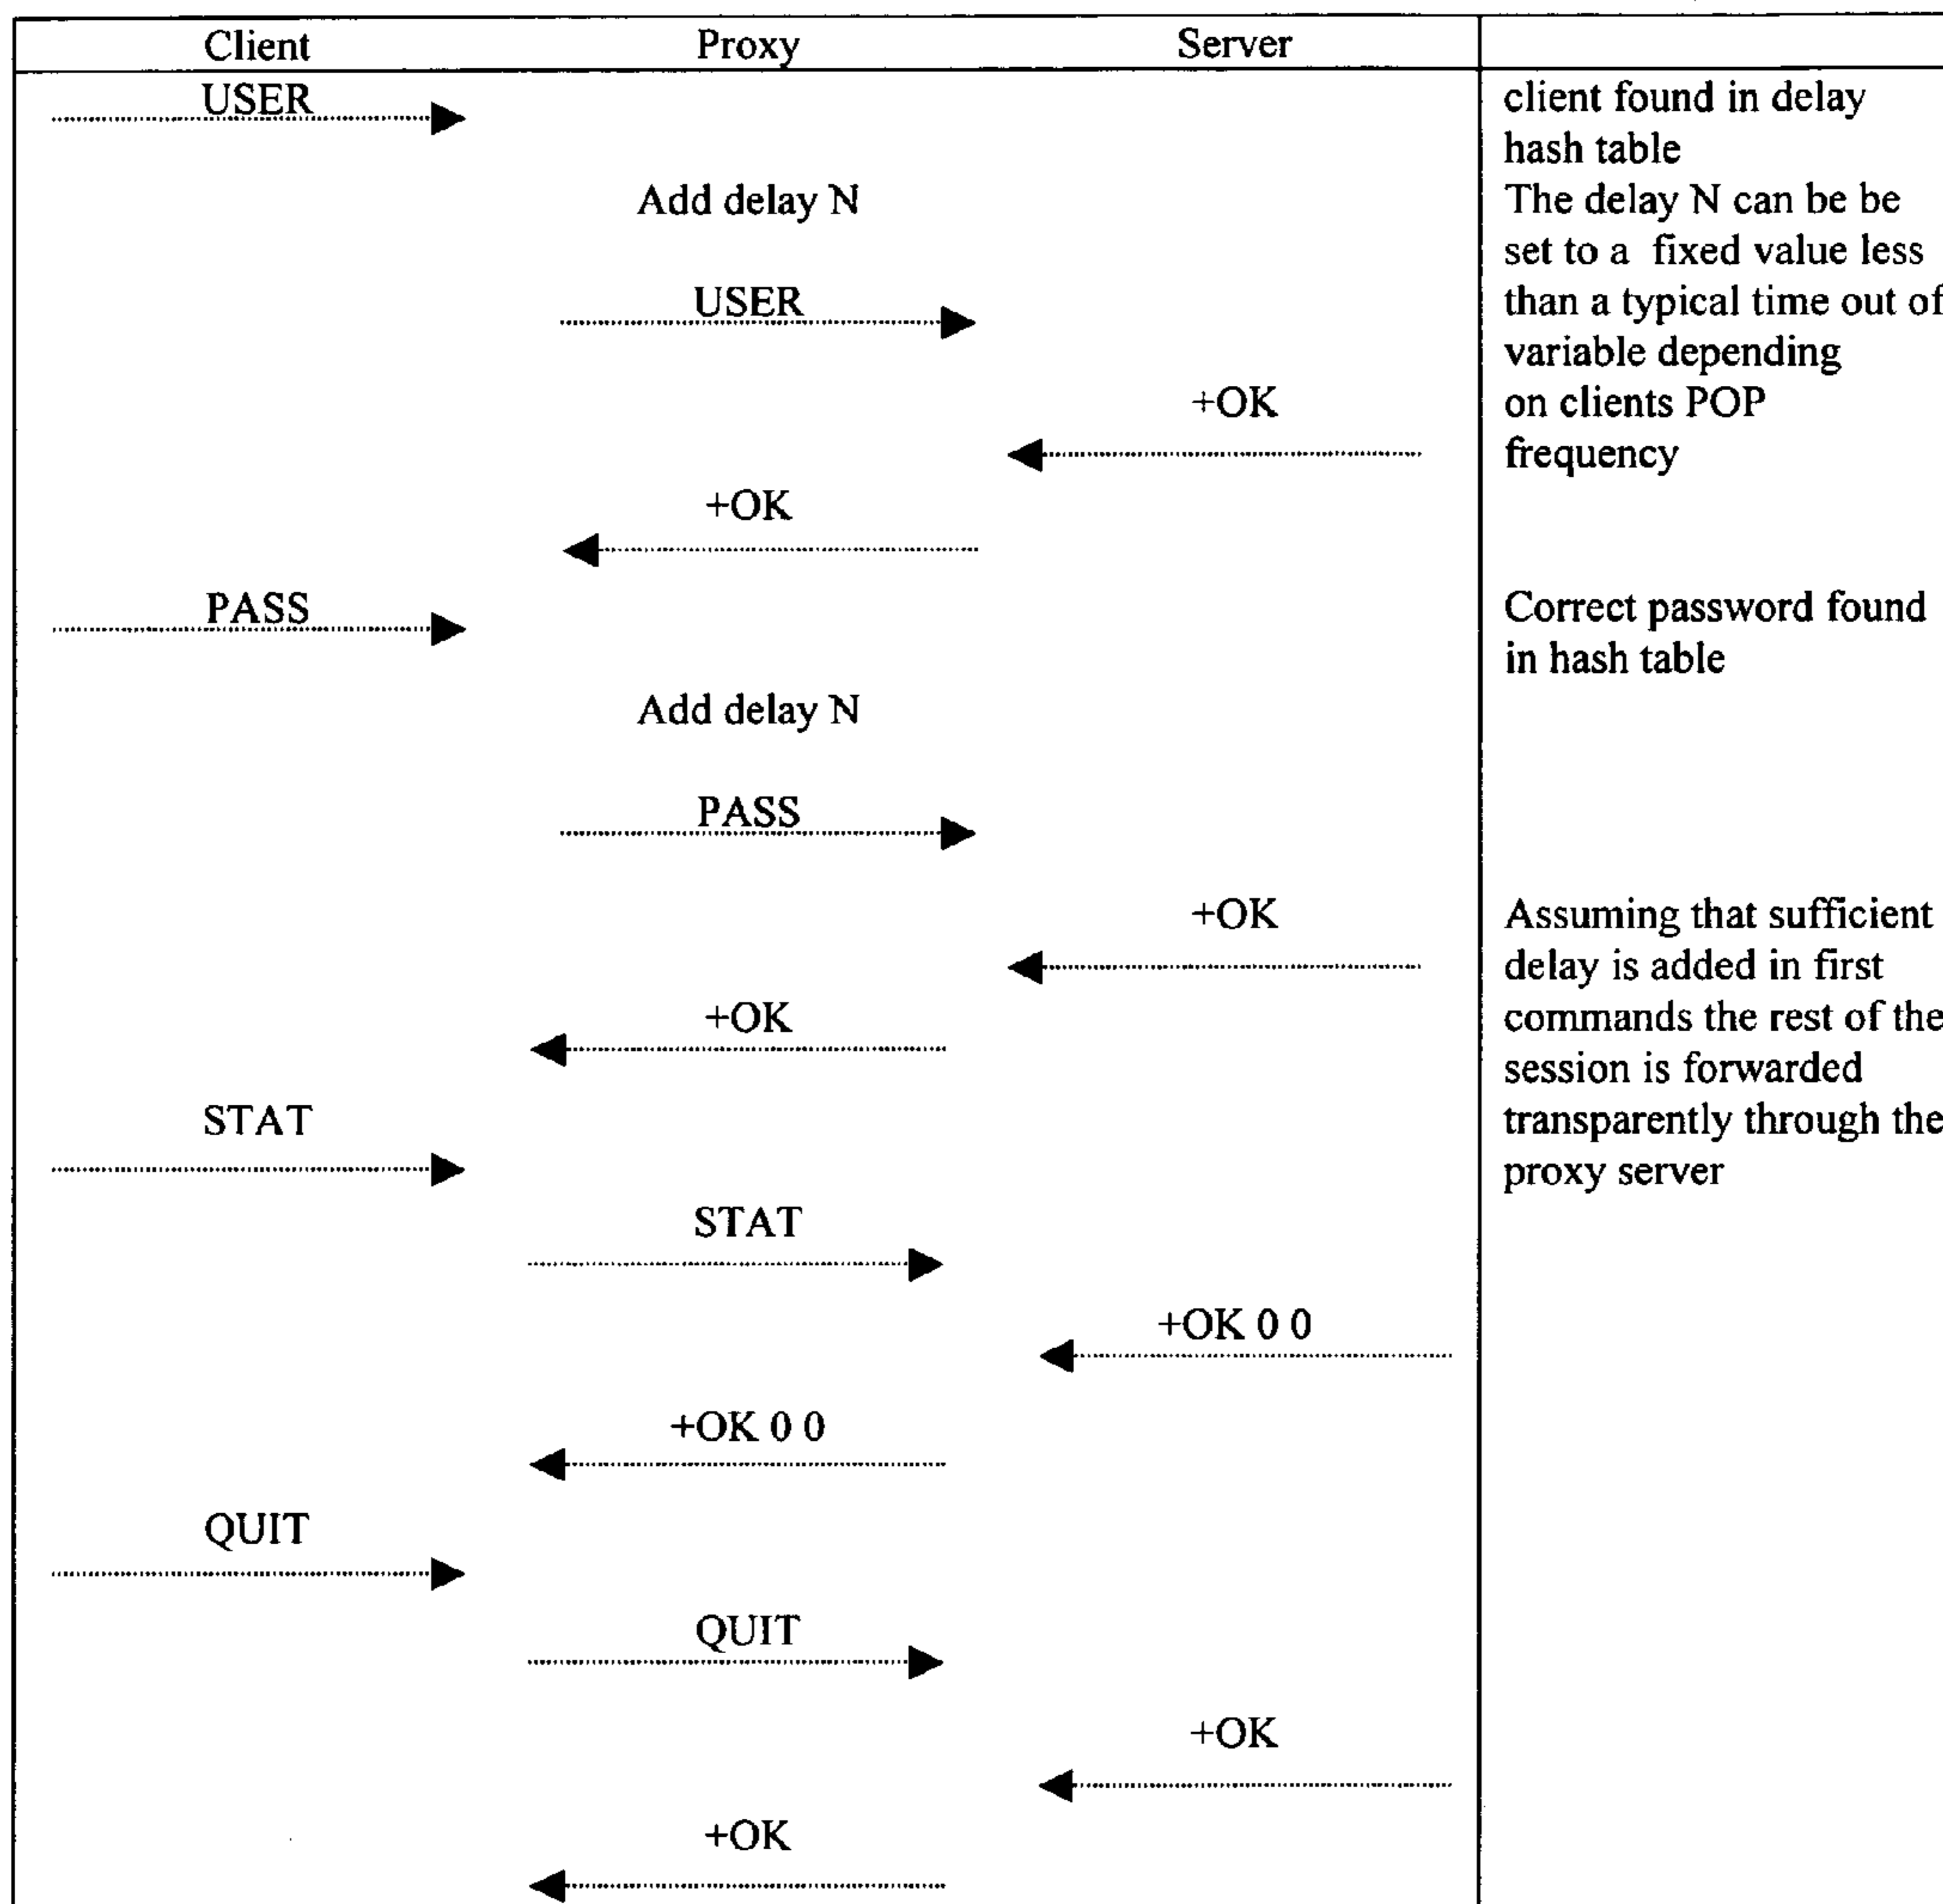 Client Proxy Server
USER
client found in delay
hash table
Add delay N
The delay N can be be
set to a fixed value less
USER
than a typical time out of
variable depending
+OK
on clients POP
frequency
+OK
PASS
Correct password found
in hash table
Add delay N
PASS
+OK
Assuming that sufficient
delay is added in first
+OK
commands the rest of the
session is forwarded
STAT
transparently through the
proxy server
STAT
+OK 0 0
+OK 0 0
QUIT
QUIT
+OK
+OK